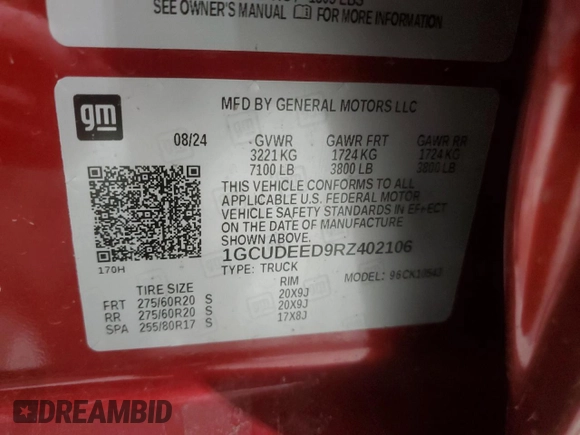 SEE OWNER'S MANUAL FOR MORE INFORMATION
gm
MFD BY GENERAL MOTORS LLC
08/24 GVWR GAWR FRT GAWR RR
3221 KG 1724 KG 1724 KG
7100 LB 3800 LB 3800 LB
THIS VEHICLE CONFORMS TO ALL
APPLICABLE U.S. FEDERAL MOTOR
VEHICLE SAFETY STANDARDS IN EFFECT
ON THE DATE OF MANUFACTURE
SHOWN ABOVE.
1GCUDEED9RZ402106
170H
TYPE: TRUCK MODEL:
TIRE SIZE RIM
FRT 275/60R20 S 20X9J
RR 275/60R20 S 20X9J
SPA 255/80R17 S 17X8J
DREAMBID